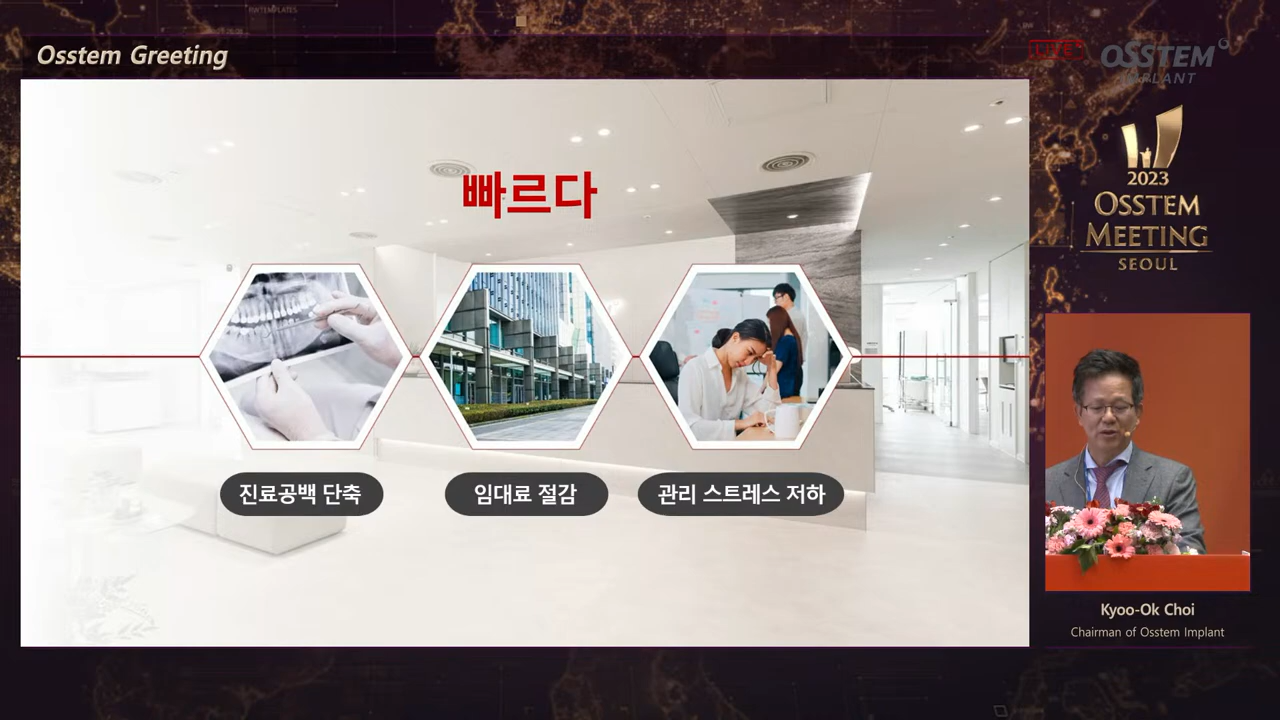 Osstem Greeting
LIVE
OSSTEM
IMPLANT
2023
OSSTEM
MEETING
SEOUL
빠르다
진료공백 단축
임대료 절감
관리 스트레스 저하
Kyoo-Ok Choi
Chairman of Osstem Implant